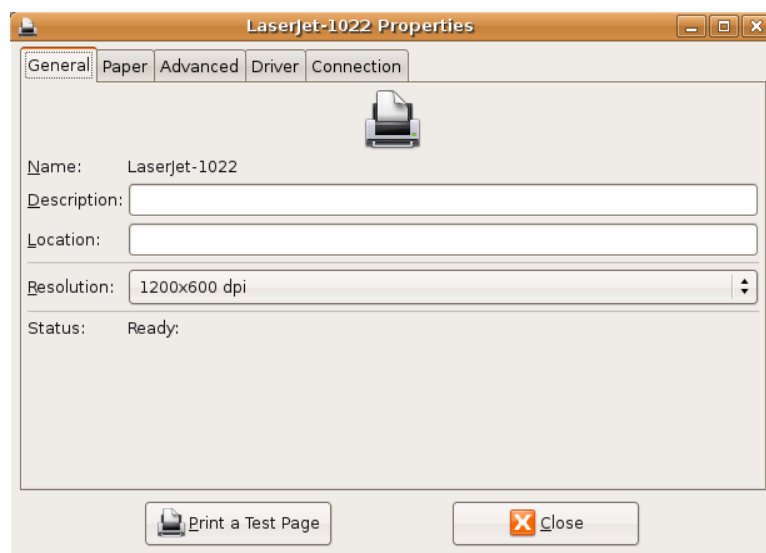 LaserJet-1022 Properties
General Paper Advanced Driver Connection
Name: LaserJet-1022
Description:
Location:
Resolution: 1200x600 dpi
Status: Ready:
Print a Test Page Close